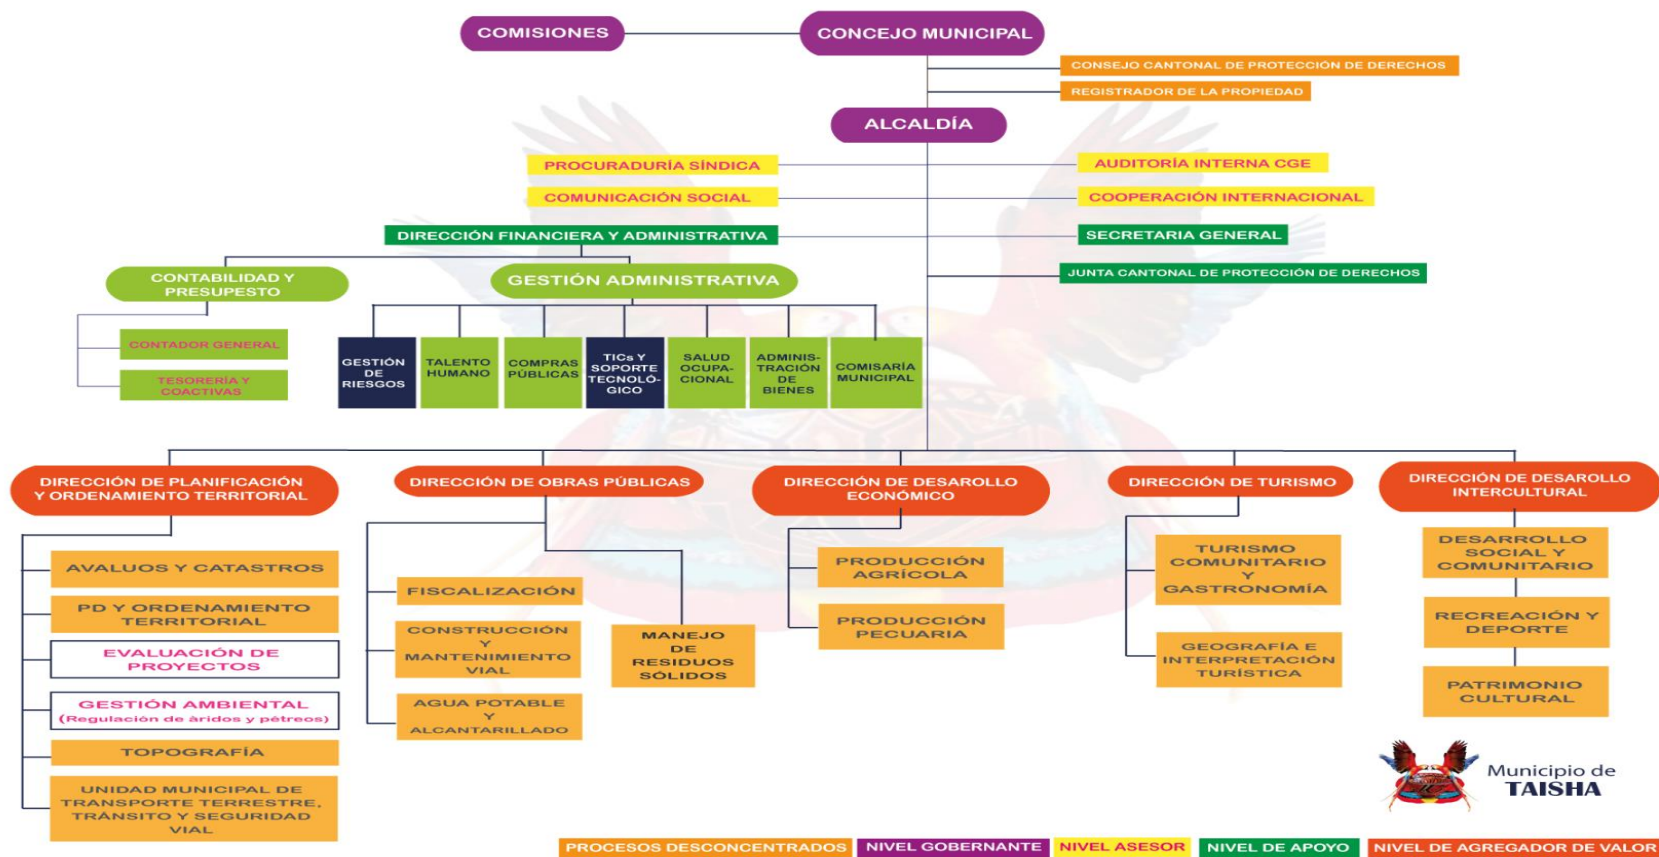 COMISIONES
CONCEJO MUNICIPAL
CONSEJO CANTONAL DE PROTECCIÓN DE DERECHOS
REGISTRADOR DE LA PROPIEDAD
ALCALDÍA
PROCURADURÍA SÍNDICA
AUDITORÍA INTERNA CGE
COMUNICACIÓN SOCIAL
COOPERACIÓN INTERNACIONAL
DIRECCIÓN FINANCIERA Y ADMINISTRATIVA
SECRETARIA GENERAL
JUNTA CANTONAL DE PROTECCIÓN DE DERECHOS
CONTABILIDAD Y
PRESUPESTO
GESTIÓN ADMINISTRATIVA
CONTADOR GENERAL
TESORERÍA Y
COACTIVAS
GESTIÓN
DE
RIESGOS
TALENTO
HUMANO
COMPRAS
PÚBLICAS
TICs Y
SOPORTE
TECNOLÓ-
GICO
SALUD
OCUPA-
CIONAL
ADMINIS-
TRACIÓN
DE
BIENES
COMISARÍA
MUNICIPAL
DIRECCIÓN DE PLANIFICACIÓN
Y ORDENAMIENTO TERRITORIAL
AVALUOS Y CATASTROS
PD Y ORDENAMIENTO
TERRITORIAL
EVALUACIÓN DE
PROYECTOS
GESTIÓN AMBIENTAL
(Regulación de àridos y pètreos)
TOPOGRAFÍA
UNIDAD MUNICIPAL DE
TRANSPORTE TERRESTRE,
TRÁNSITO Y SEGURIDAD
VIAL
DIRECCIÓN DE OBRAS PÚBLICAS
FISCALIZACIÓN
CONSTRUCCIÓN
Y
MANTENIMIENTO
VIAL
AGUA POTABLE
Y
ALCANTARILLADO
MANEJO
DE
RESIDUOS
SÓLIDOS
DIRECCIÓN DE DESAROLLO
ECONÓMICO
PRODUCCIÓN
AGRÍCOLA
PRODUCCIÓN
PECUARIA
DIRECCIÓN DE TURISMO
TURISMO
COMUNITARIO
Y
GASTRONOMÍA
GEOGRAFÍA E
INTERPRETACIÓN
TURÍSTICA
DIRECCIÓN DE DESAROLLO
INTERCULTURAL
DESARROLLO
SOCIAL Y
COMUNITARIO
RECREACIÓN Y
DEPORTE
PATRIMONIO
CULTURAL
Municipio de
TAISHA
PROCESOS DESCONCENTRADOS
NIVEL GOBERNANTE
NIVEL ASESOR
NIVEL DE APOYO
NIVEL DE AGREGADOR DE VALOR